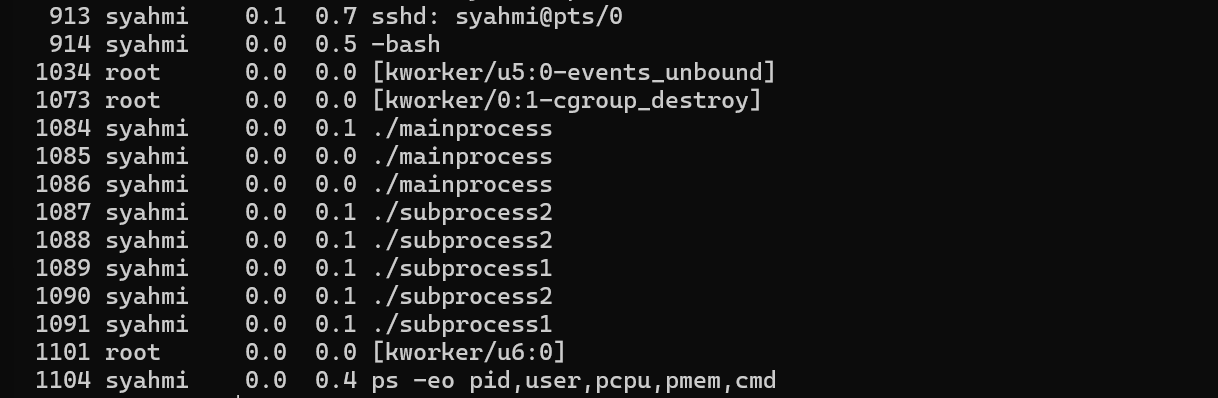 913 syahmi 0.1 0.7 sshd: syahmi@pts/0
914 syahmi 0.0 0.5 -bash
1034 root 0.0 0.0 [kworker/u5:0-events_unbound]
1073 root 0.0 0.0 [kworker/0:1-cgroup_destroy]
1084 syahmi 0.0 0.1 ./mainprocess
1085 syahmi 0.0 0.0 ./mainprocess
1086 syahmi 0.0 0.0 ./mainprocess
1087 syahmi 0.0 0.1 ./subprocess2
1088 syahmi 0.0 0.1 ./subprocess2
1089 syahmi 0.0 0.1 ./subprocess1
1090 syahmi 0.0 0.1 ./subprocess2
1091 syahmi 0.0 0.1 ./subprocess1
1101 root 0.0 0.0 [kworker/u6:0]
1104 syahmi 0.0 0.4 ps -eo pid,user,pcpu,pmem,cmd